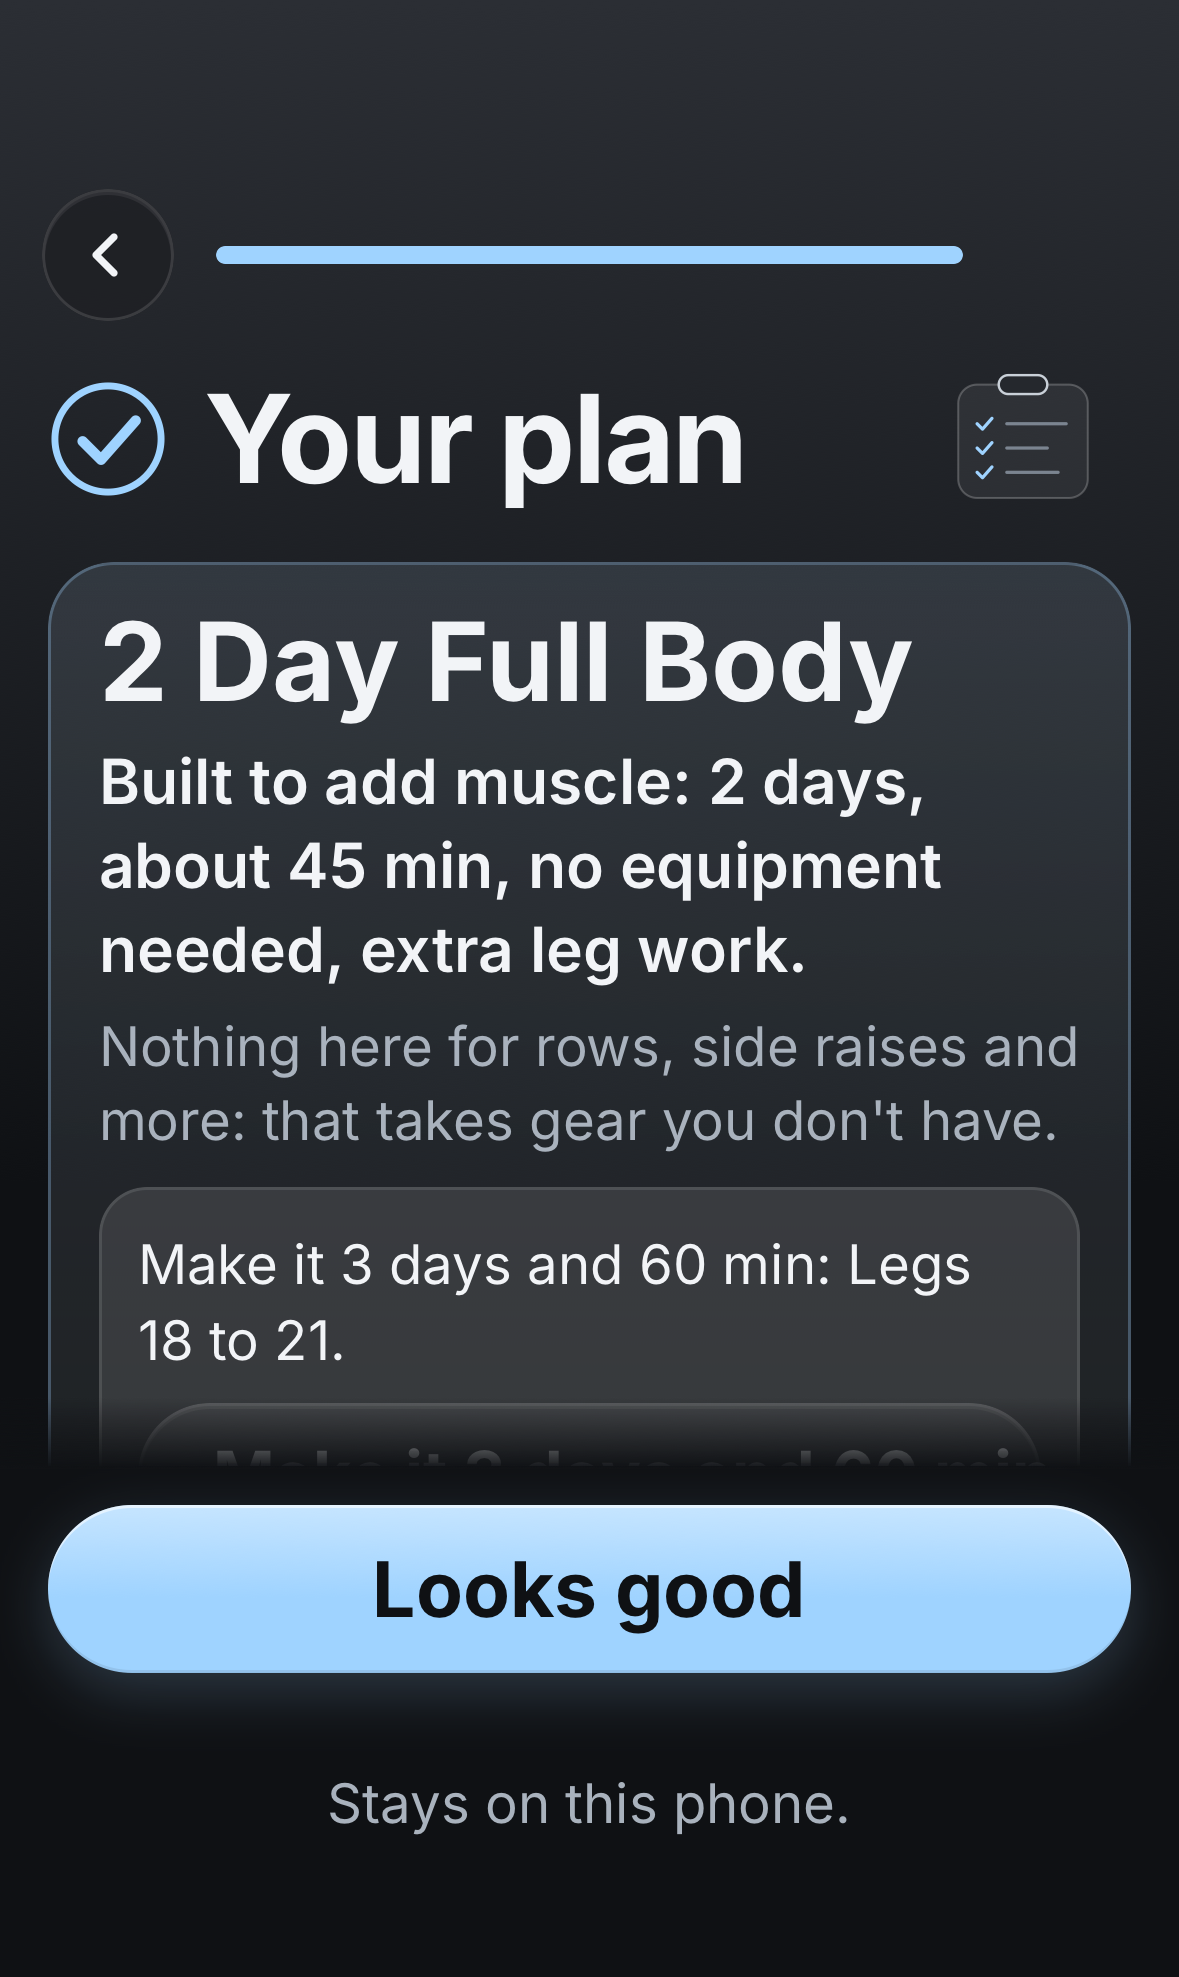 Your plan
2 Day Full Body
Built to add muscle: 2 days,
about 45 min, no equipment
needed, extra leg work.
Nothing here for rows, side raises and
more: that takes gear you don't have.
Make it 3 days and 60 min: Legs
18 to 21.
Looks good
Stays on this phone.